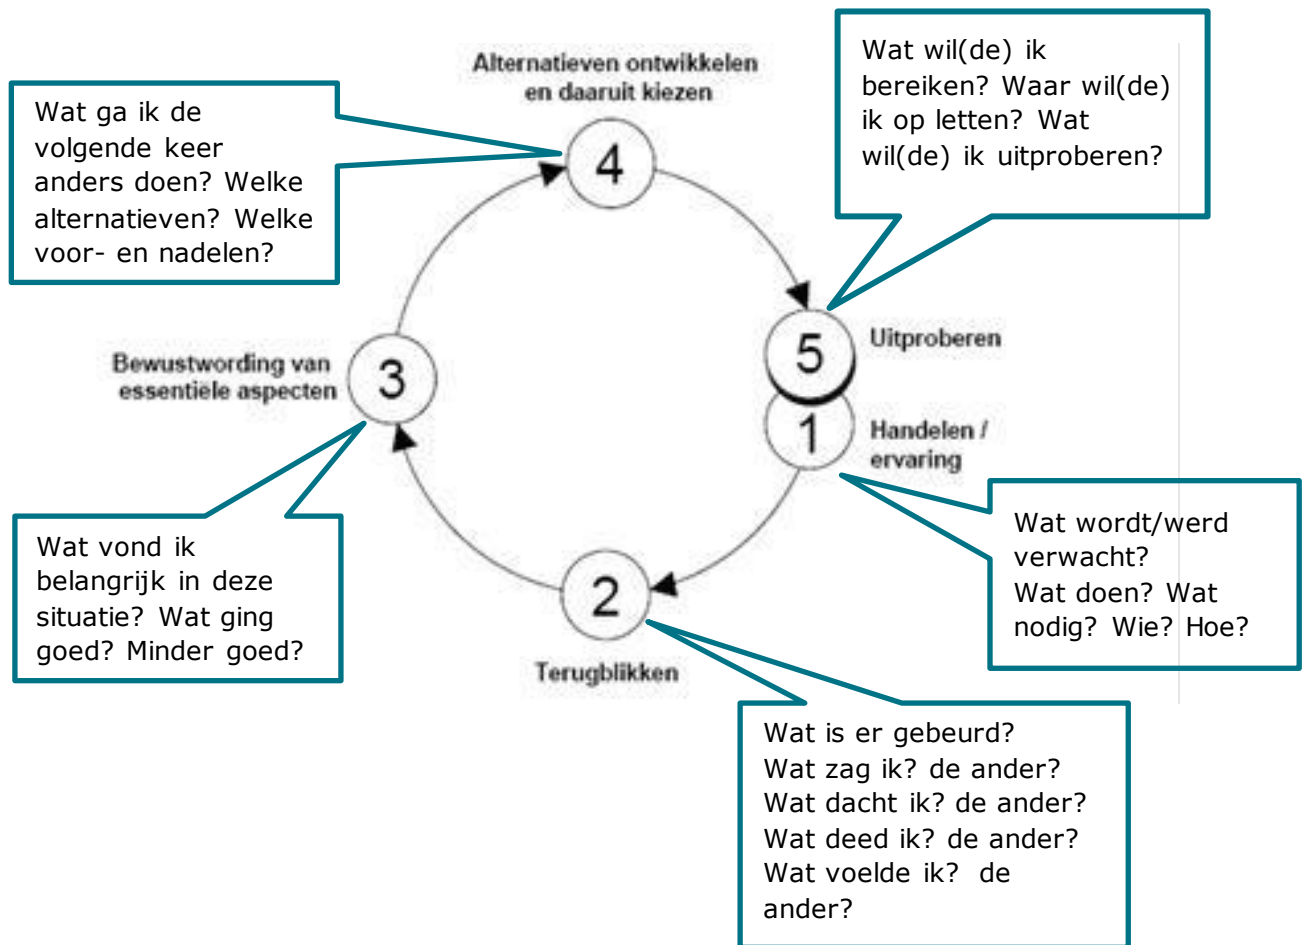 Alternatieven ontwikkelen
en daaruit kiezen
4
Wat ga ik de
volgende keer
anders doen? Welke
alternatieven? Welke
voor- en nadelen?
Wat wil(de) ik
bereiken? Waar wil(de)
ik op letten? Wat
wil(de) ik uitproberen?
5
Uitproberen
1
Handelen /
ervaring
Wat wordt/werd
verwacht?
Wat doen? Wat
nodig? Wie? Hoe?
Bewustwording van
essentiële aspecten
3
Wat vond ik
belangrijk in deze
situatie? Wat ging
goed? Minder goed?
2
Terugblikken
Wat is er gebeurd?
Wat zag ik? de ander?
Wat dacht ik? de ander?
Wat deed ik? de ander?
Wat voelde ik? de
ander?